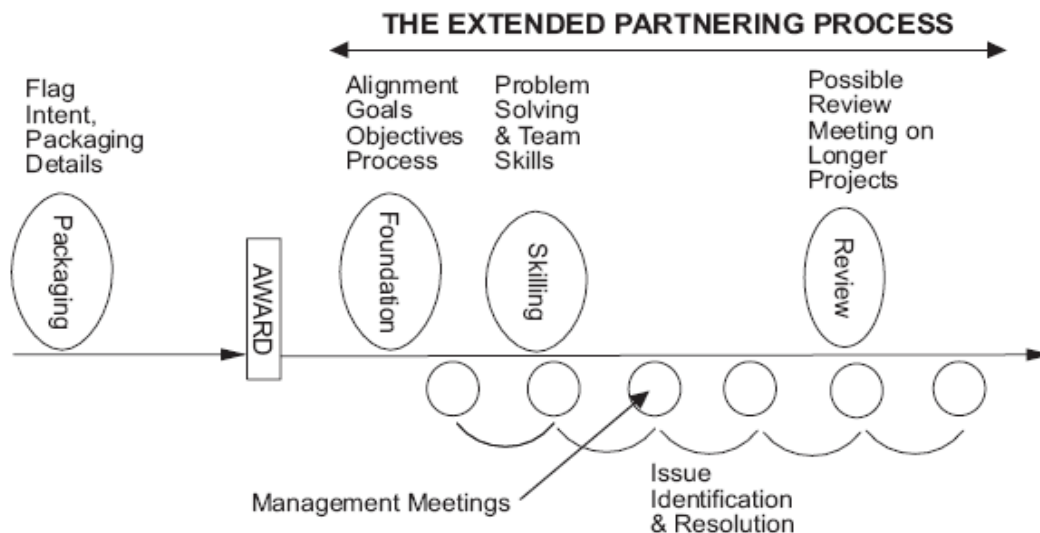 THE EXTENDED PARTNERING PROCESS
Flag
Intent,
Packaging
Details
Alignment
Goals
Objectives
Process
Problem
Solving
& Team
Skills
Possible
Review
Meeting on
Longer
Projects
Packaging
AWARD
Foundation
Skilling
Review
Management Meetings
Issue
Identification
& Resolution